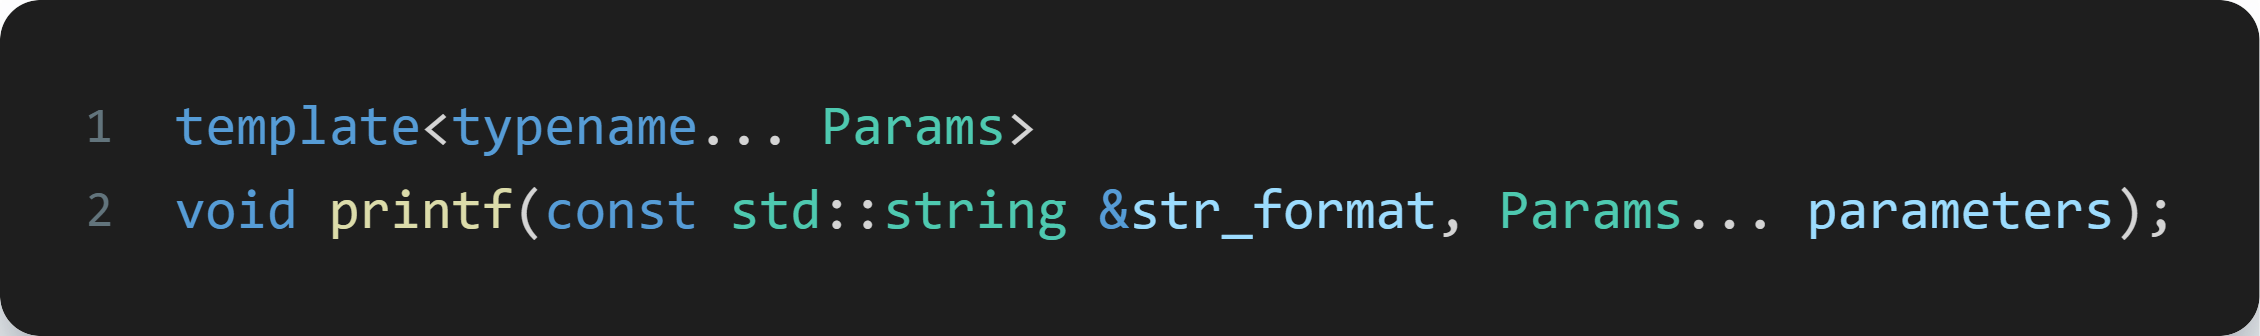 1 template<typename... Params>
2 void printf(const std::string &str_format, Params... parameters);